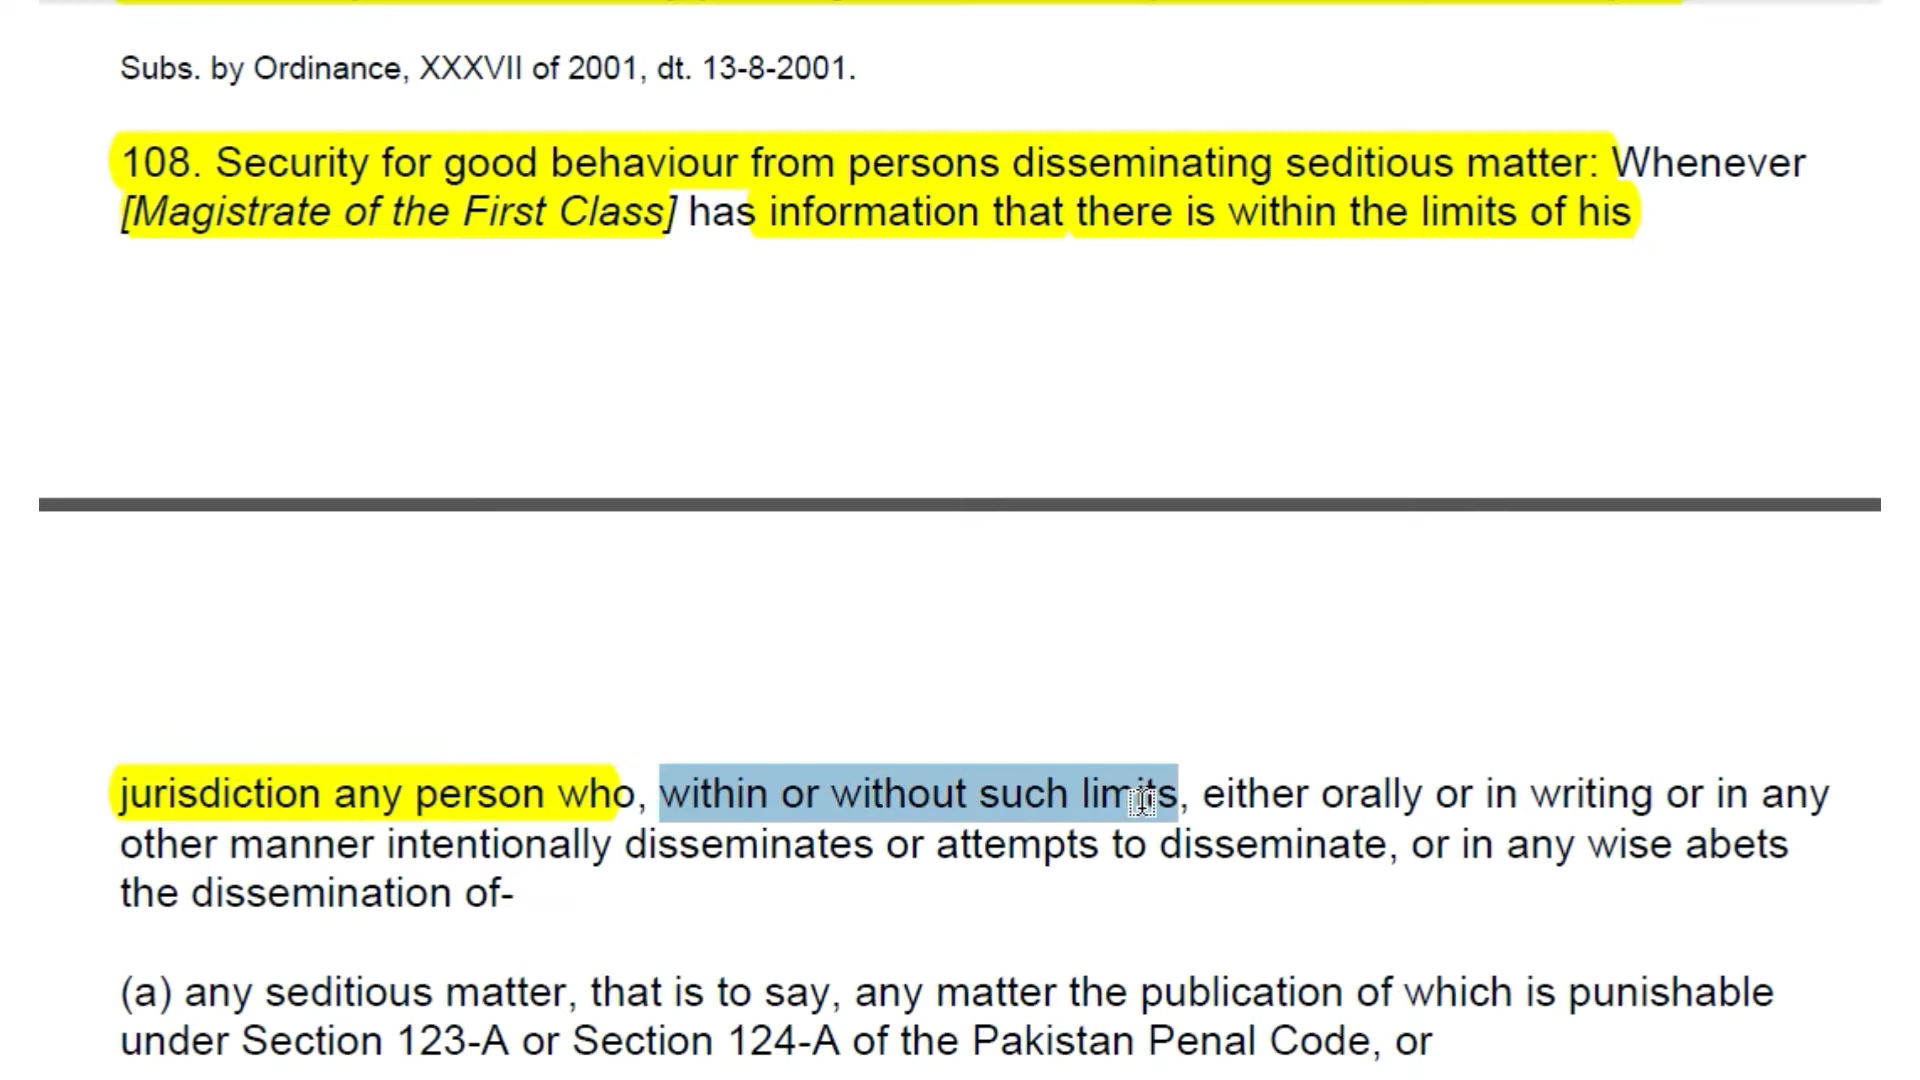 Subs. by Ordinance, XXXVII of 2001, dt. 13-8-2001.
108. Security for good behaviour from persons disseminating seditious matter: Whenever
[Magistrate of the First Class] has information that there is within the limits of his
jurisdiction any person who, within or without such limits, either orally or in writing or in any
other manner intentionally disseminates or attempts to disseminate, or in any wise abets
the dissemination of-
(a) any seditious matter, that is to say, any matter the publication of which is punishable
under Section 123-A or Section 124-A of the Pakistan Penal Code, or